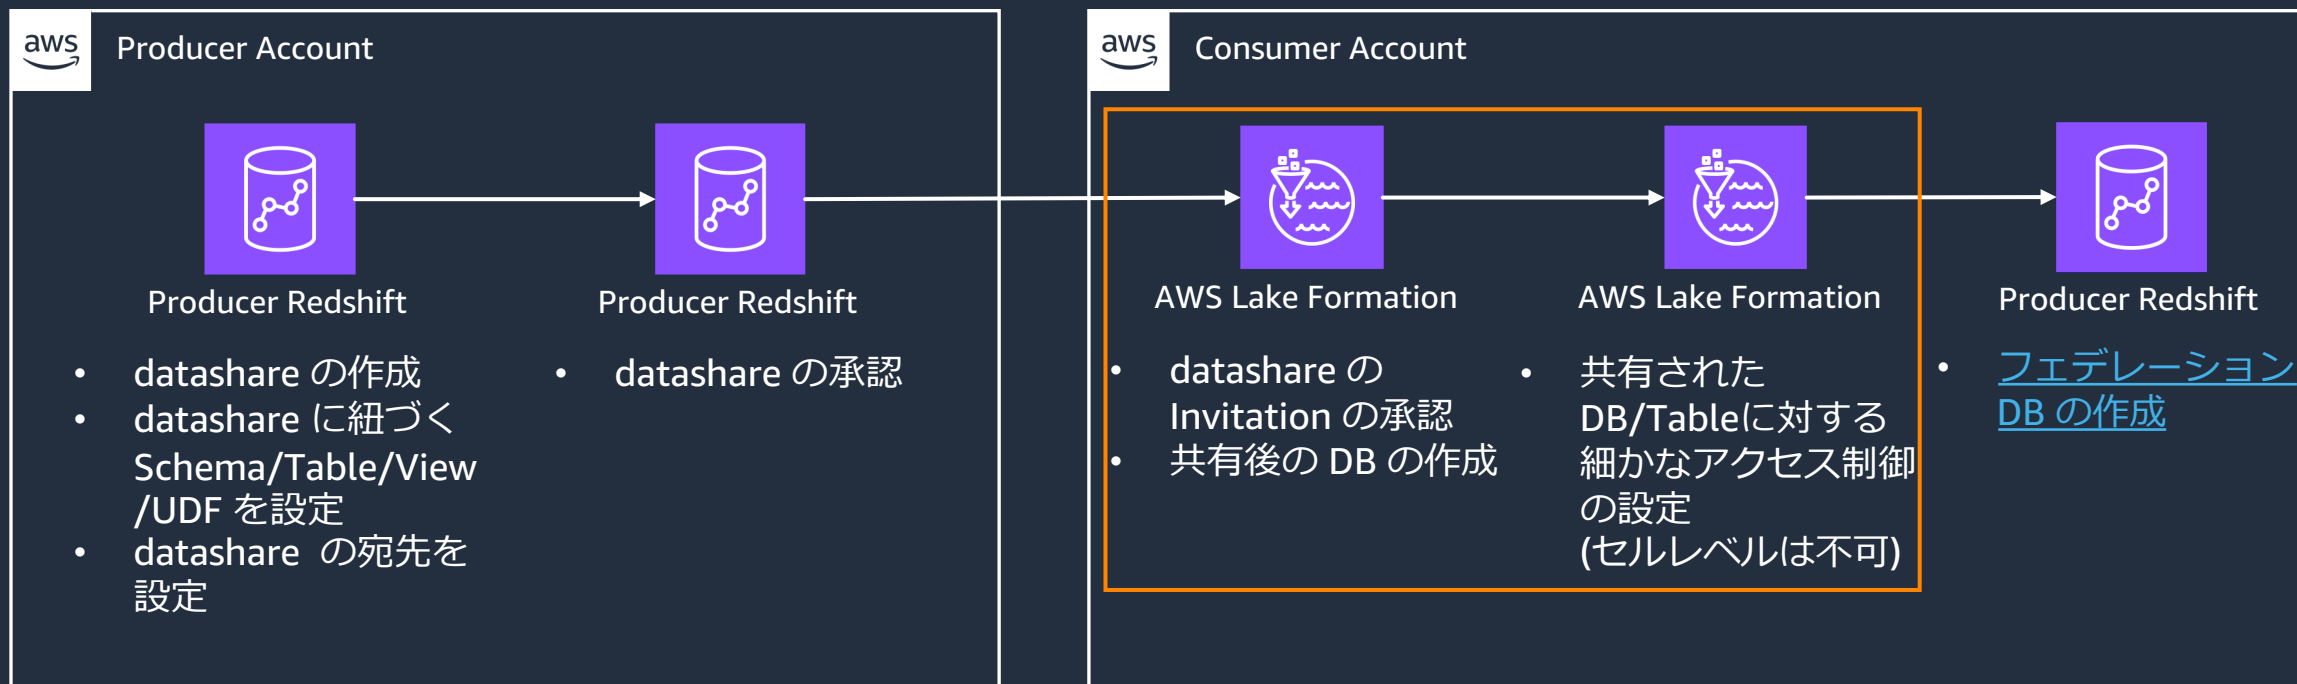 aws
Producer Account
Producer Redshift
• datashare の作成
• datashare に紐づく
Schema/Table/View
/UDF を設定
• datashare の宛先を
設定
Producer Redshift
• datashare の承認
aws
Consumer Account
AWS Lake Formation
• datashare の
Invitation の承認
• 共有後の DB の作成
AWS Lake Formation
• 共有された
DB/Tableに対する
細かなアクセス制御
の設定
(セルレベルは不可)
Producer Redshift
• フェデレーション
DB の作成